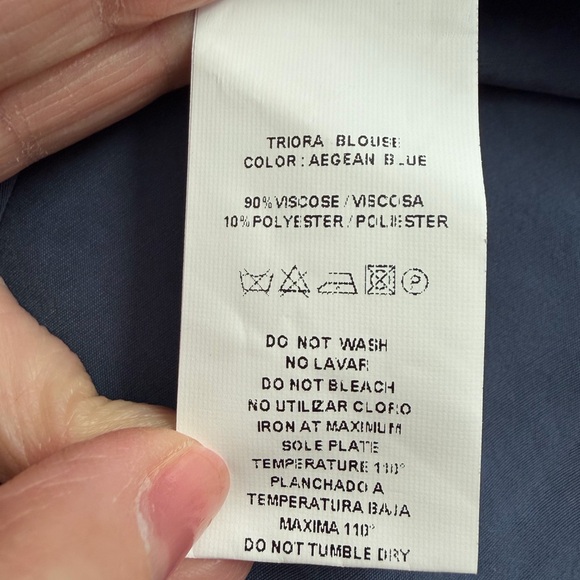 TRIORA BLOUSE
COLOR: AEGEAN BLUE
90% VISCOSE / VISCOSA
10% POLYESTER / POLIESTER
P
DO NOT WASH
NO LAVAR
DO NOT BLEACH
NO UTILIZAR CLORO
IRON AT MAXIMUM
SOLE PLATE
TEMPERATURE 110°
PLANCHADO A
TEMPERATURA BAJA
MAXIMA 110°
DO NOT TUMBLE DRY